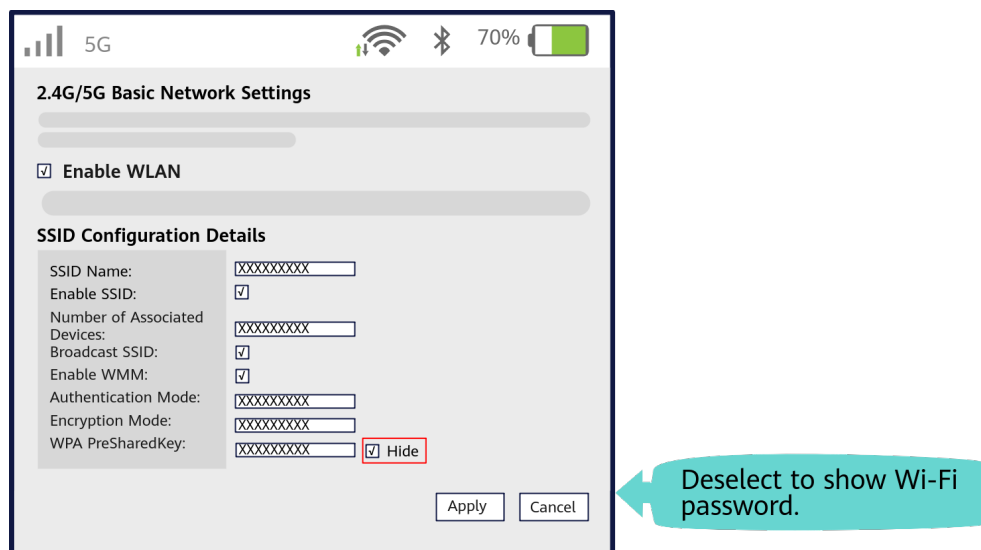 5G 70%
2.4G/5G Basic Network Settings
Enable WLAN
SSID Configuration Details
SSID Name: XXXXXXXXX
Enable SSID:
Number of Associated
Devices: XXXXXXXXX
Broadcast SSID:
Enable WMM:
Authentication Mode: XXXXXXXXX
Encryption Mode: XXXXXXXXX
WPA PreSharedKey: XXXXXXXXX Hide
Apply Cancel
Deselect to show Wi-Fi
password.